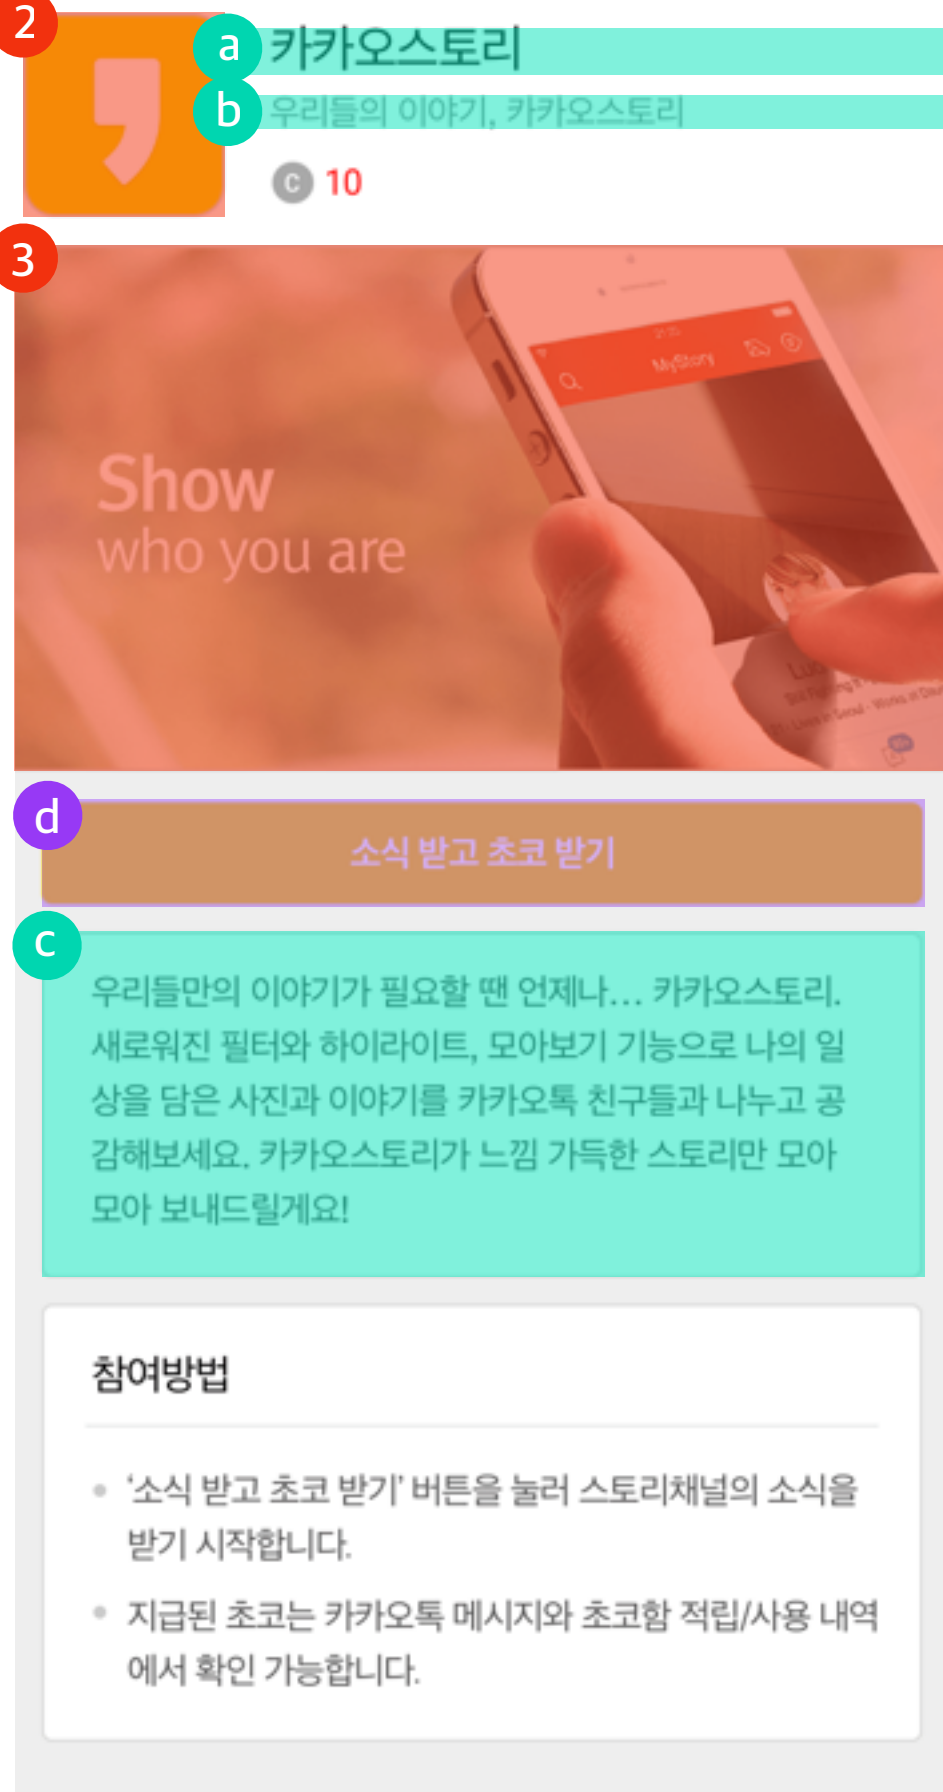 2
a 카카오스토리
b 우리들의 이야기, 카카오스토리
C 10
3
MyStory
Show
who you are
d
소식 받고 초코 받기
c
우리들만의 이야기가 필요할 땐 언제나... 카카오스토리.
새로워진 필터와 하이라이트, 모아보기 기능으로 나의 일
상을 담은 사진과 이야기를 카카오톡 친구들과 나누고 공
감해보세요. 카카오스토리가 느낌 가득한 스토리만 모아
모아 보내드릴게요!
참여방법
• ‘소식 받고 초코 받기’ 버튼을 눌러 스토리채널의 소식을
받기 시작합니다.
• 지급된 초코는 카카오톡 메시지와 초코함 적립/사용 내역
에서 확인 가능합니다.